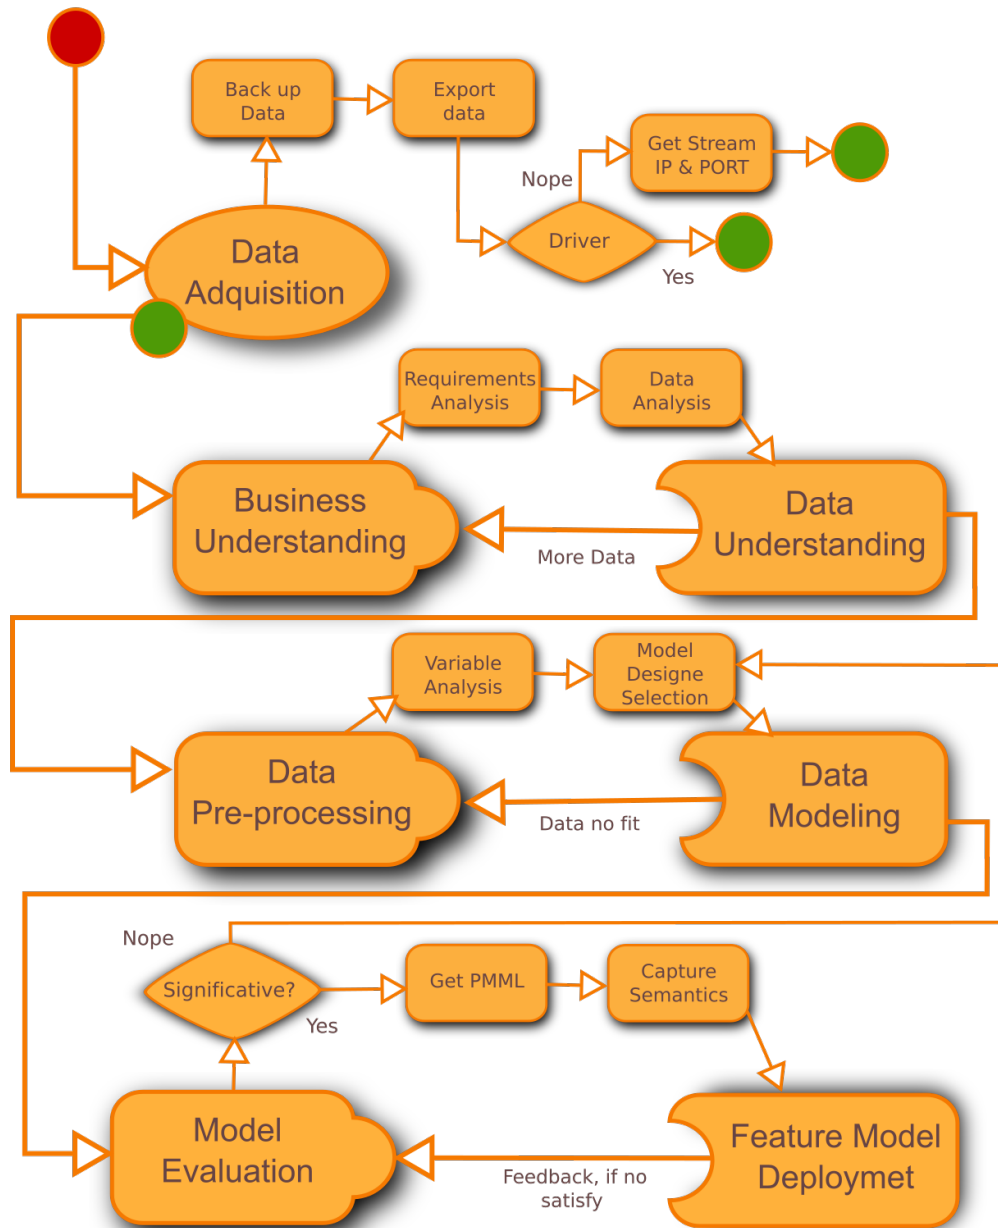 Back up
Data
Export
data
Get Stream
IP & PORT
Nope
Driver
Yes
Data
Adquisition
Requirements
Analysis
Data
Analysis
Business
Understanding
More Data
Data
Understanding
Variable
Analysis
Model
Designe
Selection
Data
Pre-processing
Data no fit
Data
Modeling
Nope
Significative?
Yes
Get PMML
Capture
Semantics
Model
Evaluation
Feedback, if no
satisfy
Feature Model
Deploymet